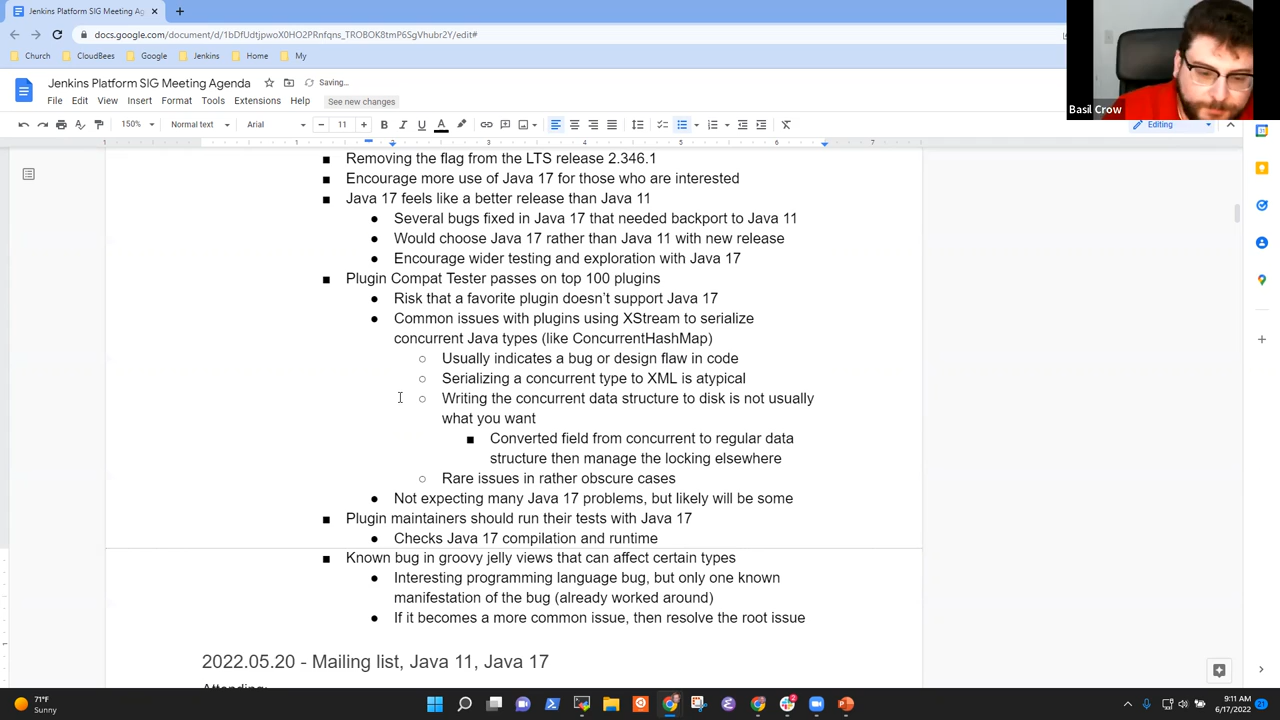 Jenkins Platform SIG Meeting Age
docs.google.com/document/d/1bDfUdtjpwoX0HO2PRnfqns_TROBOK8tmP6SgVhubr2Y/edit#
Church CloudBees Google Jenkins Home My
Jenkins Platform SIG Meeting Agenda Saving...
File Edit View Insert Format Tools Extensions Help See new changes
150% Normal text Arial 11 Editing
Basil Crow
1 1 2 3 4 5 6 7
Removing the flag from the LTS release 2.346.1
Encourage more use of Java 17 for those who are interested
Java 17 feels like a better release than Java 11
Several bugs fixed in Java 17 that needed backport to Java 11
Would choose Java 17 rather than Java 11 with new release
Encourage wider testing and exploration with Java 17
Plugin Compat Tester passes on top 100 plugins
Risk that a favorite plugin doesn't support Java 17
Common issues with plugins using XStream to serialize
concurrent Java types (like ConcurrentHashMap)
Usually indicates a bug or design flaw in code
Serializing a concurrent type to XML is atypical
Writing the concurrent data structure to disk is not usually
what you want
Converted field from concurrent to regular data
structure then manage the locking elsewhere
Rare issues in rather obscure cases
Not expecting many Java 17 problems, but likely will be some
Plugin maintainers should run their tests with Java 17
Checks Java 17 compilation and runtime
Known bug in groovy jelly views that can affect certain types
Interesting programming language bug, but only one known
manifestation of the bug (already worked around)
If it becomes a more common issue, then resolve the root issue
2022.05.20 - Mailing list, Java 11, Java 17
Attending:
71°F
Sunny
9:11 AM
6/17/2022